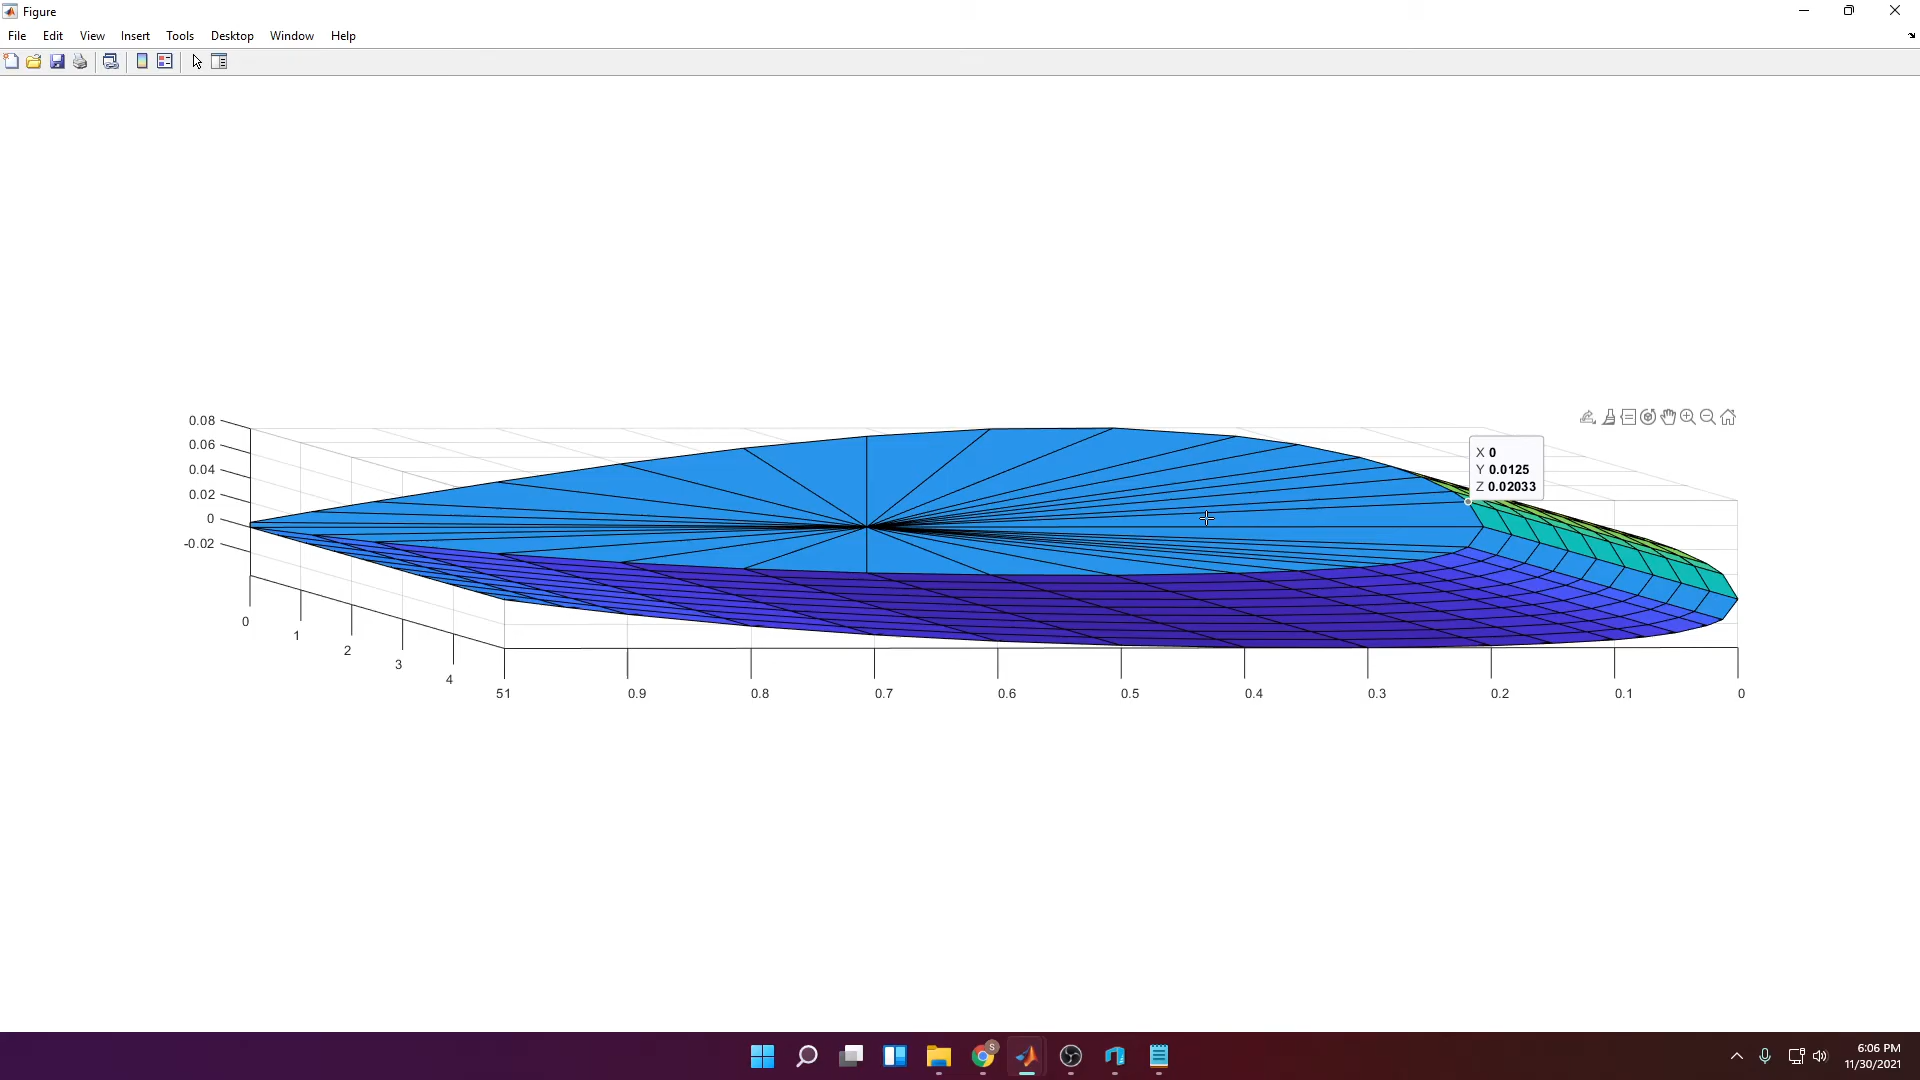 Figure
File Edit View Insert Tools Desktop Window Help
X 0
Y 0.0125
Z 0.02033
0.08
0.06
0.04
0.02
0
-0.02
0
1
2
3
4
51 0.9 0.8 0.7 0.6 0.5 0.4 0.3 0.2 0.1 0
S
6:06 PM
11/30/2021